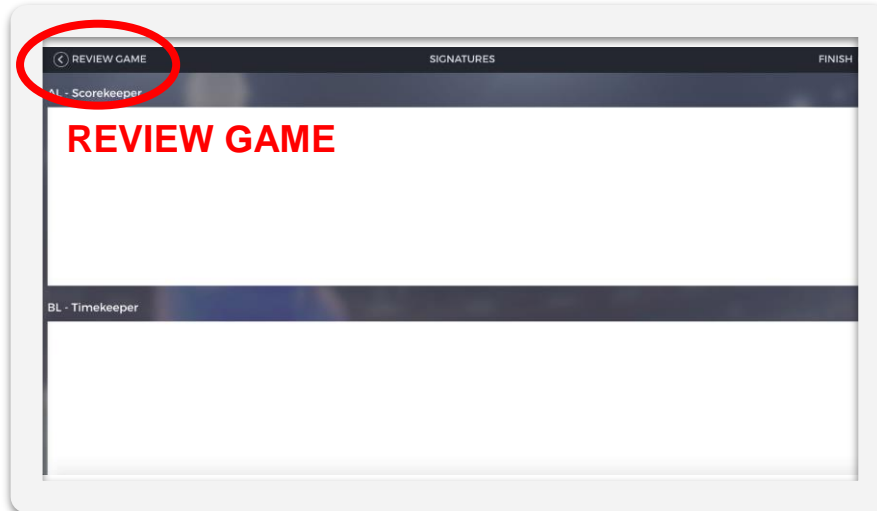 REVIEW GAME SIGNATURES FINISH
AL - Scorekeeper
REVIEW GAME
BL - Timekeeper